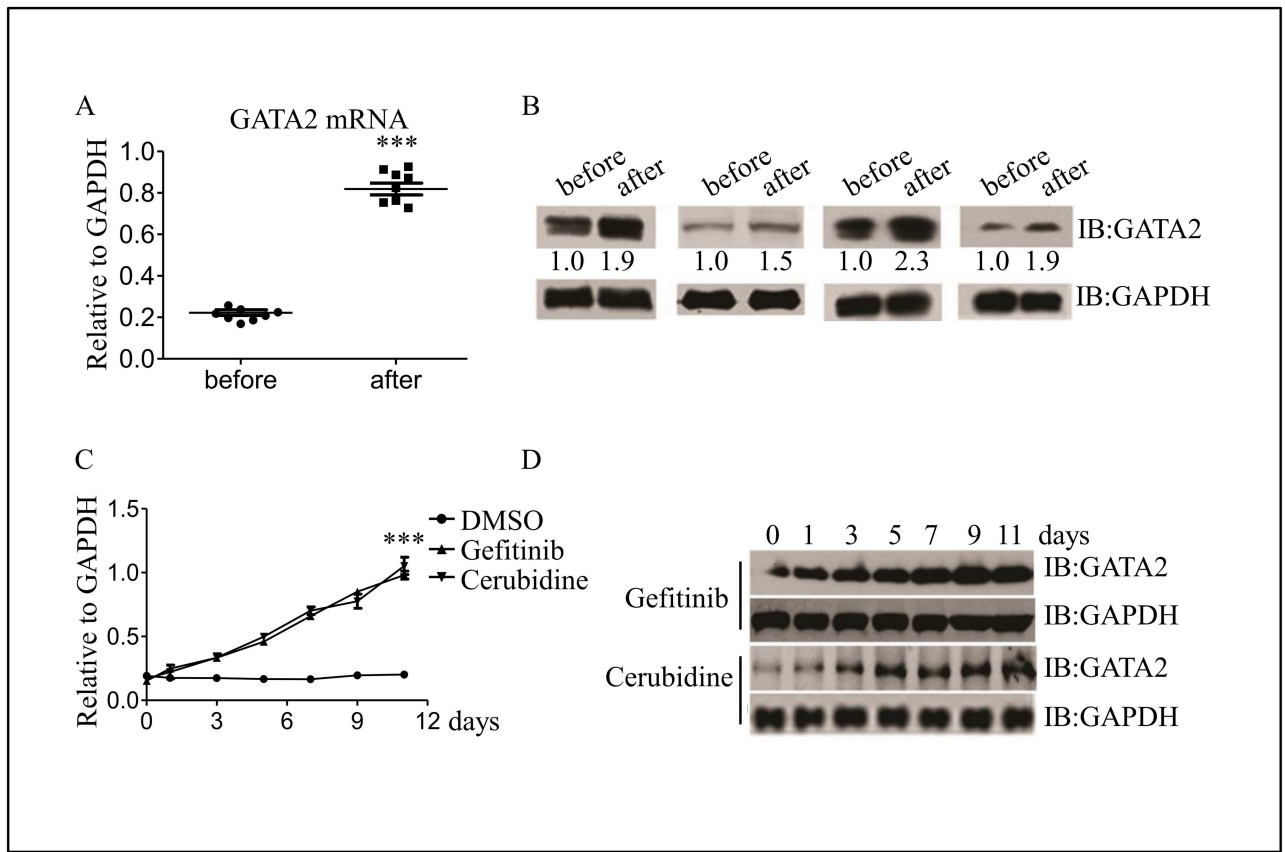 A
GATA2 mRNA
***
Relative to GAPDH
1.0
0.8
0.6
0.4
0.2
0.0
before after
B
before after before after before after before after
IB:GATA2
1.0 1.9 1.0 1.5 1.0 2.3 1.0 1.9
IB:GAPDH
C
Relative to GAPDH
1.5
1.0
0.5
0.0
0 3 6 9 12 days
***
DMSO
Gefitinib
Cerubidine
D
0 1 3 5 7 9 11 days
Gefitinib
IB:GATA2
IB:GAPDH
Cerubidine
IB:GATA2
IB:GAPDH